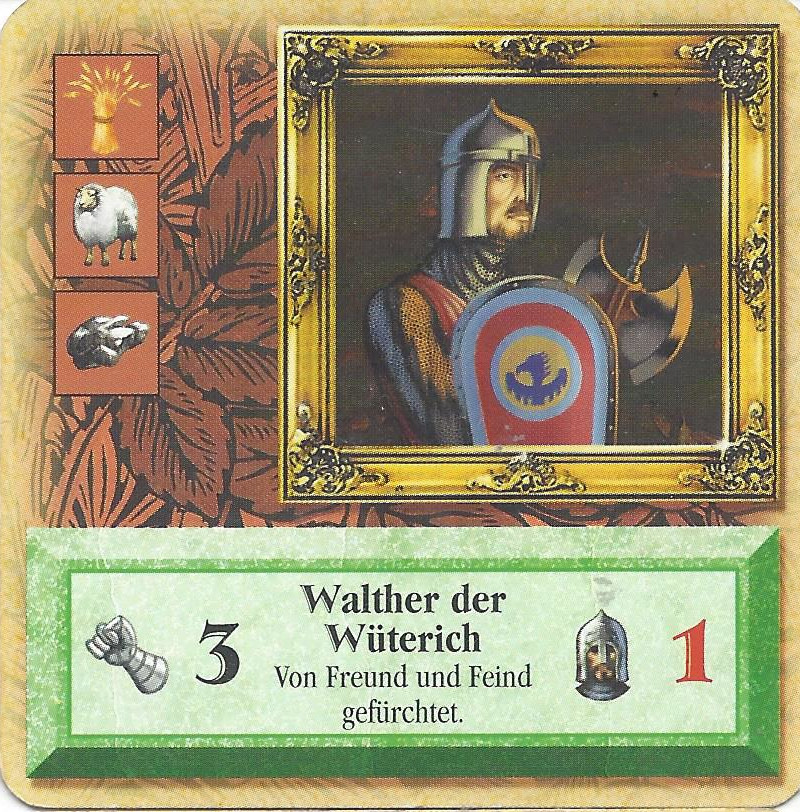 3
Walther der
Wüterich
Von Freund und Feind
gefürchtet.
1